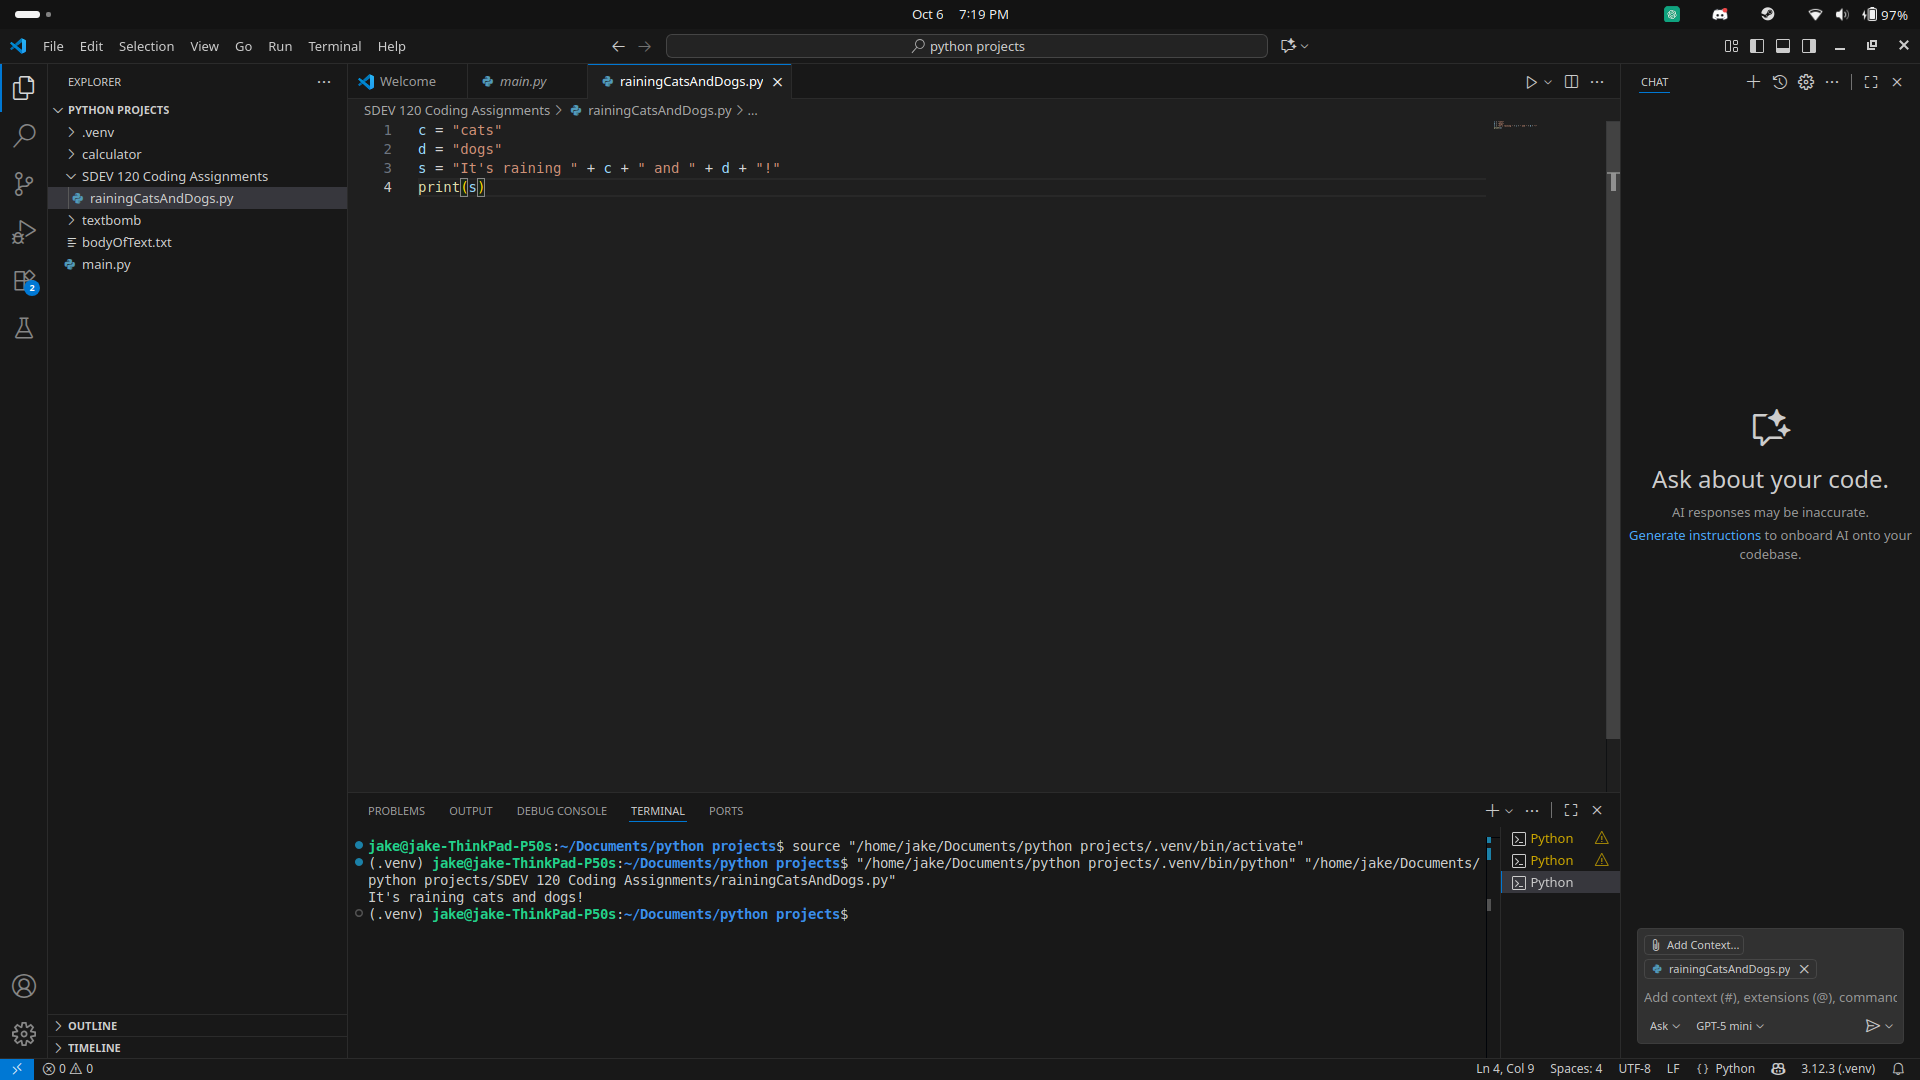 Oct 6 7:19 PM
97%
File Edit Selection View Go Run Terminal Help
python projects
EXPLORER
PYTHON PROJECTS
.venv
calculator
SDEV 120 Coding Assignments
rainingCatsAndDogs.py
textbomb
bodyOfText.txt
main.py
OUTLINE
TIMELINE
2
Welcome main.py rainingCatsAndDogs.py
SDEV 120 Coding Assignments > rainingCatsAndDogs.py > ...
1 c = "cats"
2 d = "dogs"
3 s = "It's raining " + c + " and " + d + "!"
4 print(s)
PROBLEMS OUTPUT DEBUG CONSOLE TERMINAL PORTS
jake@jake-ThinkPad-P50s:~/Documents/python projects$ source "/home/jake/Documents/python projects/.venv/bin/activate"
(.venv) jake@jake-ThinkPad-P50s:~/Documents/python projects$ "/home/jake/Documents/python projects/.venv/bin/python" "/home/jake/Documents/
python projects/SDEV 120 Coding Assignments/rainingCatsAndDogs.py"
It's raining cats and dogs!
(.venv) jake@jake-ThinkPad-P50s:~/Documents/python projects$
Python
Python
Python
CHAT
Ask about your code.
AI responses may be inaccurate.
Generate instructions to onboard AI onto your
codebase.
Add Context...
rainingCatsAndDogs.py
Add context (#), extensions (@), command
Ask GPT-5 mini
0 0
Ln 4, Col 9 Spaces: 4 UTF-8 LF {} Python 3.12.3 (.venv)